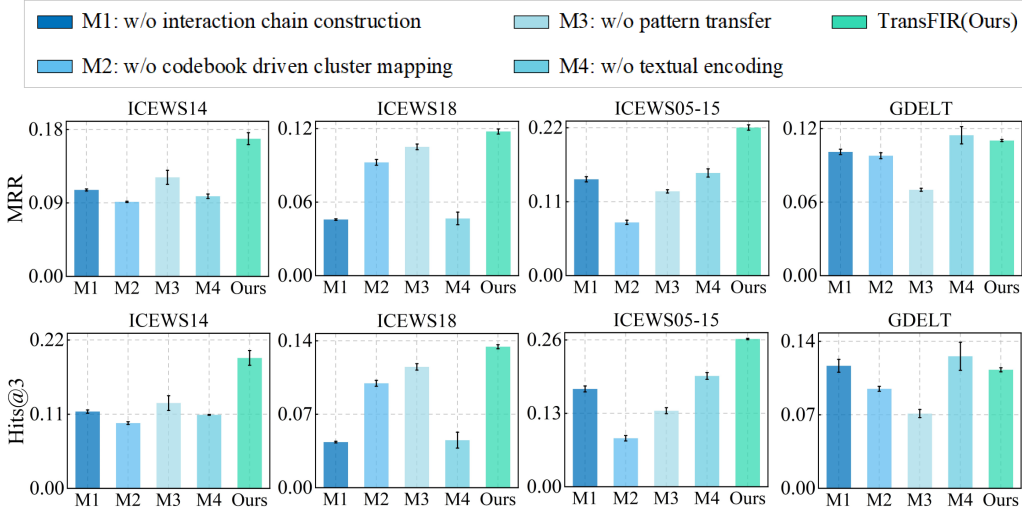 M1: w/o interaction chain construction
M3: w/o pattern transfer
TransFIR(Ours)
M2: w/o codebook driven cluster mapping
M4: w/o textual encoding
ICEWS14
ICEWS18
ICEWS05-15
GDELT
MRR
0.18
0.09
0.00
M1 M2 M3 M4 Ours
0.12
0.06
0.00
M1 M2 M3 M4 Ours
0.22
0.11
0.00
M1 M2 M3 M4 Ours
0.12
0.06
0.00
M1 M2 M3 M4 Ours
ICEWS14
ICEWS18
ICEWS05-15
GDELT
Hits@3
0.22
0.11
0.00
M1 M2 M3 M4 Ours
0.14
0.07
0.00
M1 M2 M3 M4 Ours
0.26
0.13
0.00
M1 M2 M3 M4 Ours
0.14
0.07
0.00
M1 M2 M3 M4 Ours